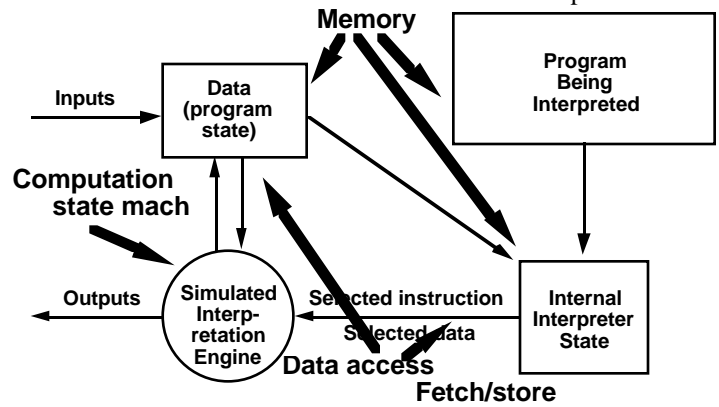 Memory
Data
(program
state)
Program
Being
Interpreted
Inputs
Computation
state mach
Outputs
Simulated
Interp-
retation
Engine
Selected instruction
Selected data
Internal
Interpreter
State
Data access
Fetch/store